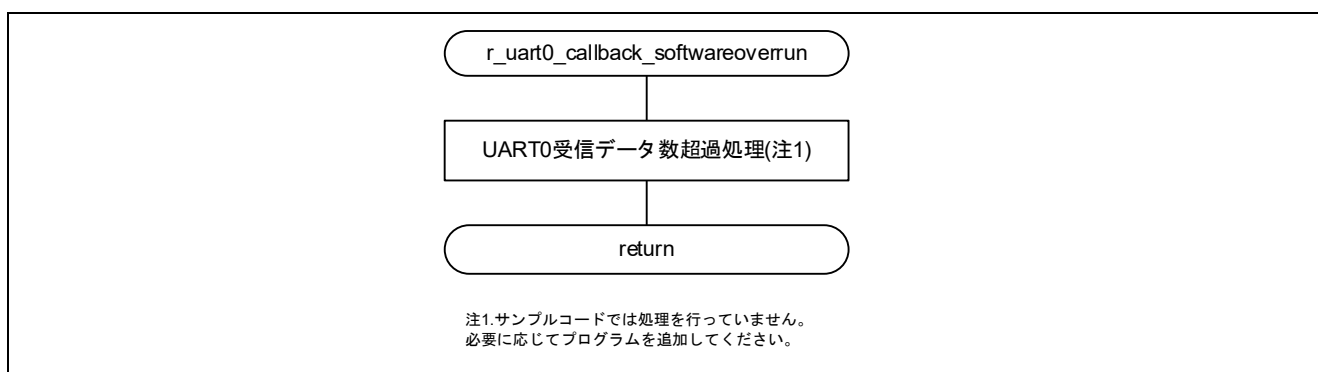 r_uart0_callback_softwareoverrun
UART0受信データ数超過処理(注1)
return
注1.サンプルコードでは処理を行っていません。
必要に応じてプログラムを追加してください。